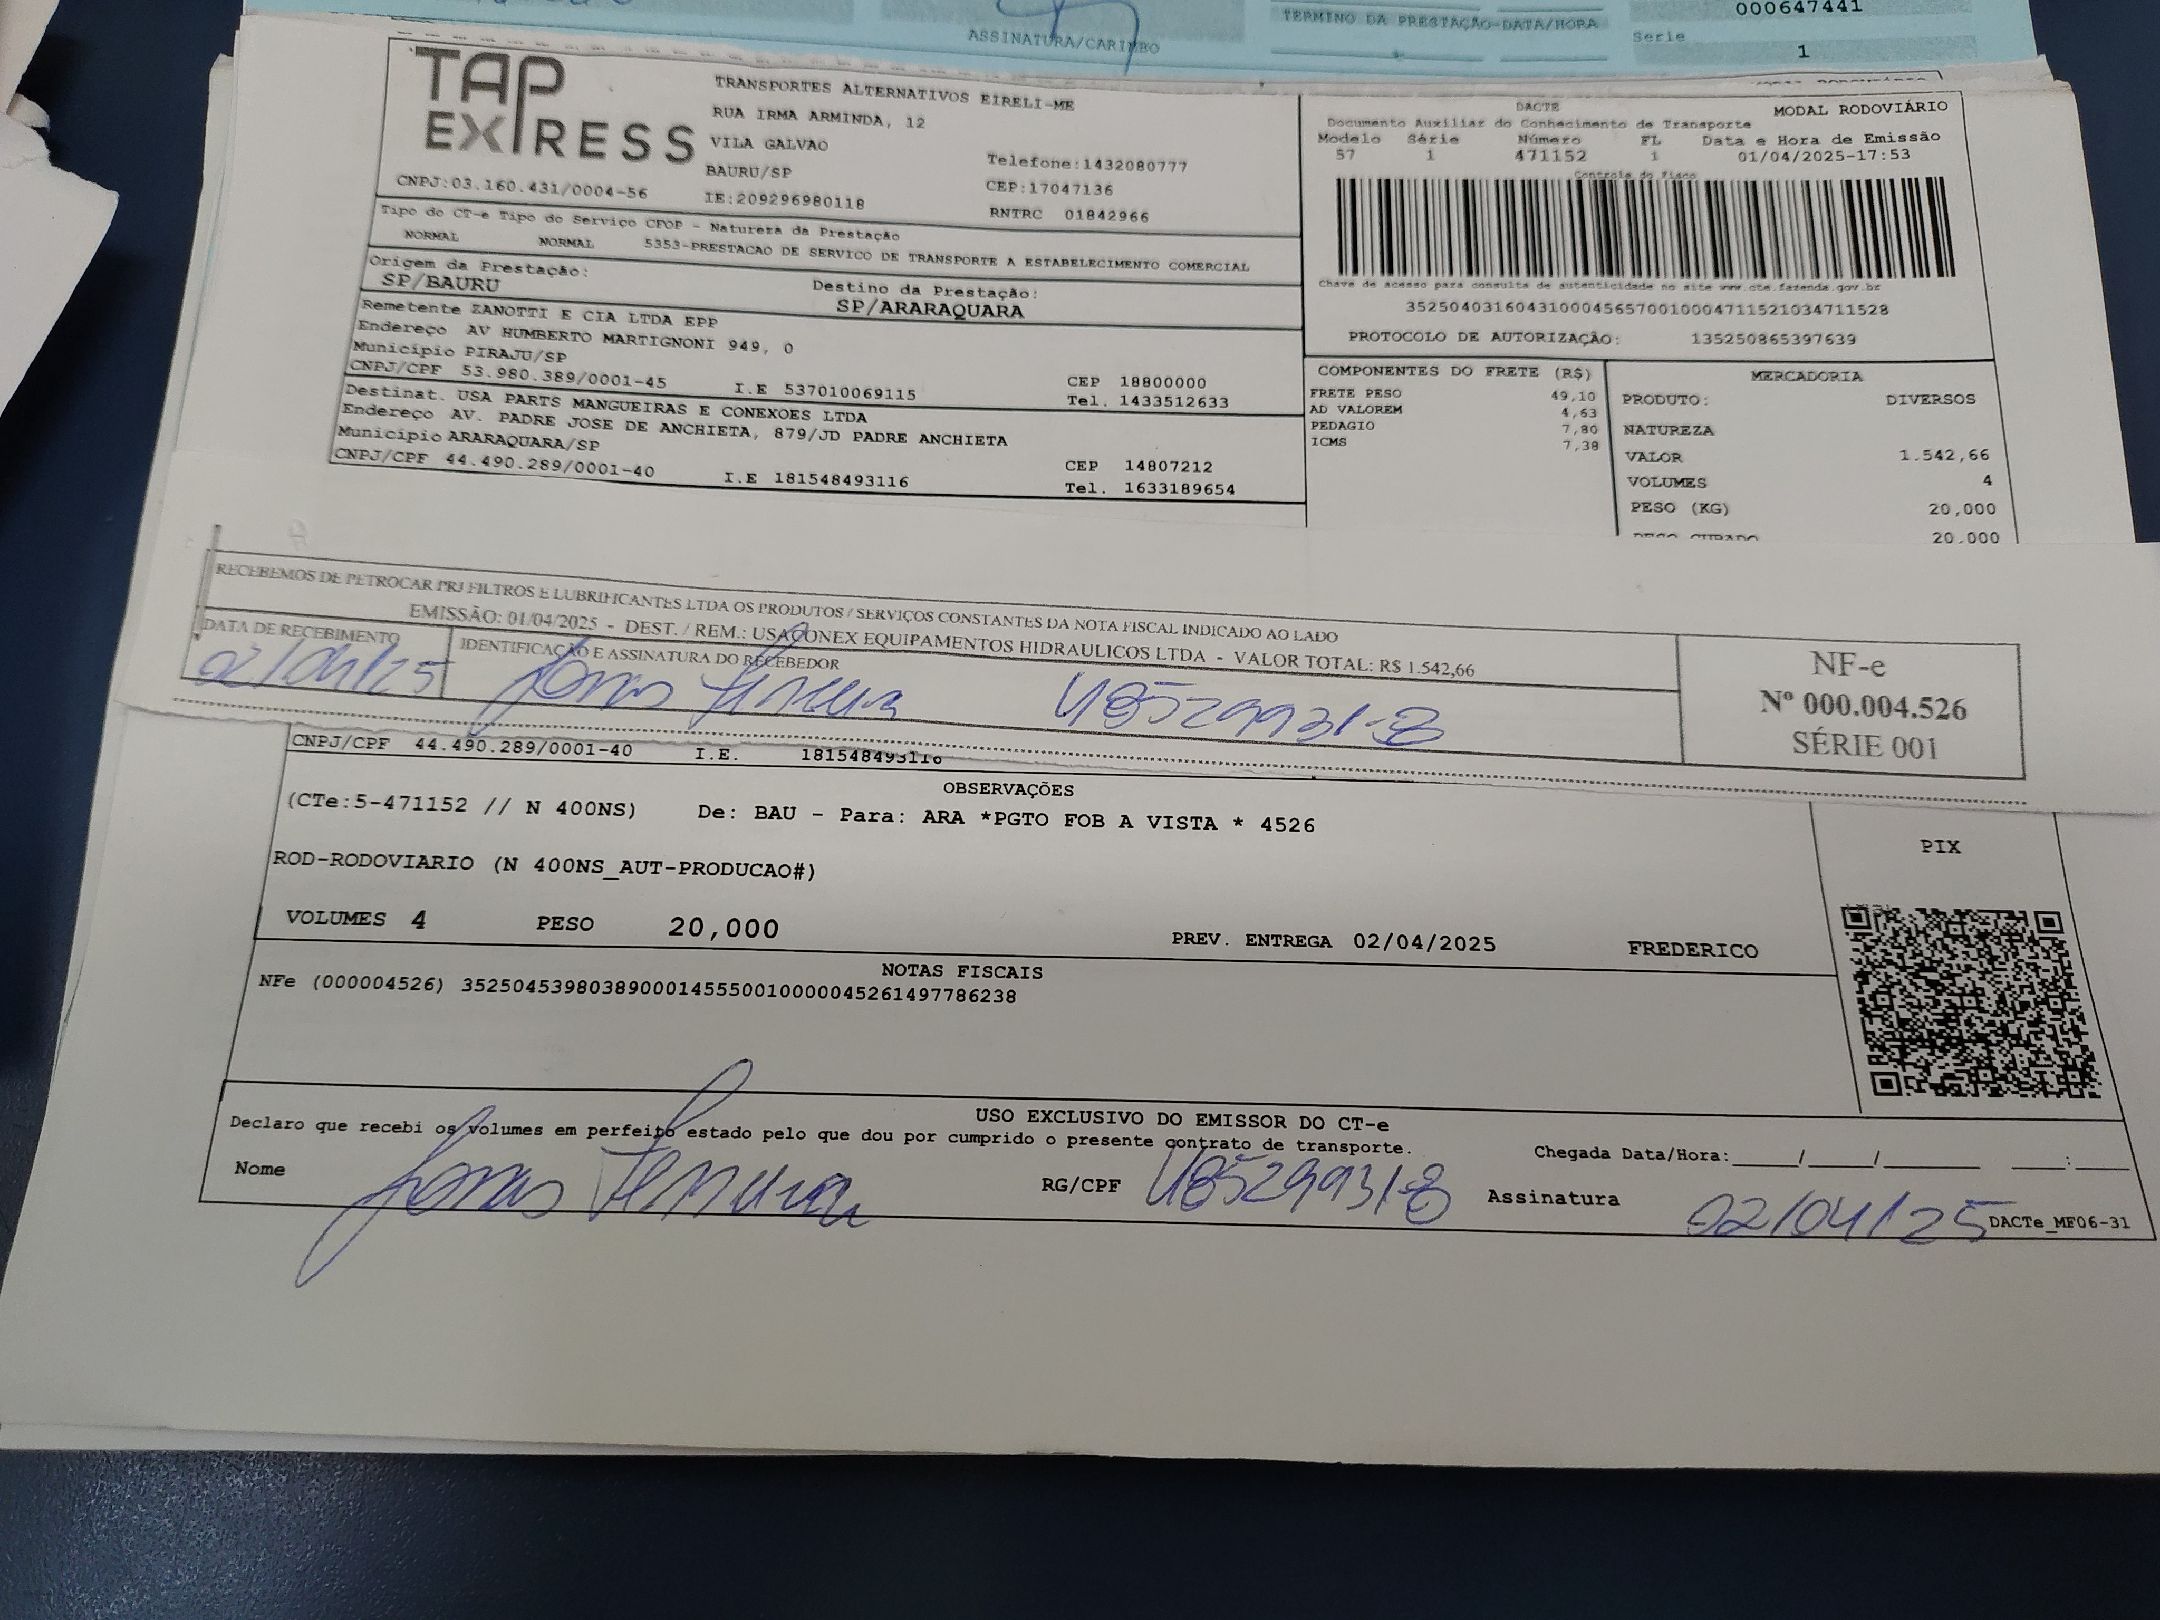 000647441
TERMINO DA PRESTAÇÃO-DATA/HORA
ASSINATURA/CARIMBO
Serie
1
TAP EXPRESS
CNPJ:03.160.431/0004-56
TRANSPORTES ALTERNATIVOS EIRELI-ME
RUA IRMA ARMINDA, 12
VILA GALVAO
BAURU/SP
IE:209296980118
Telefone:1432080777
CEP:17047136
RNTRC 01842966
DACTE
MODAL RODOVIÁRIO
Documento Auxiliar do Conhecimento de Transporte
Modelo Série Número FL Data e Hora de Emissão
57 1 471152 1 01/04/2025-17:53
Controle do Fisco
Chave de acesso para consulta de autenticidade no site www.cte.fazenda.gov.br
35250403160431000456570010004711521034711528
PROTOCOLO DE AUTORIZAÇÃO: 135250865397639
Tipo do CT-e Tipo do Serviço CFOP - Natureza da Prestação
NORMAL NORMAL 5353-PRESTACAO DE SERVICO DE TRANSPORTE A ESTABELECIMENTO COMERCIAL
Origem da Prestação: Destino da Prestação:
SP/BAURU SP/ARARAQUARA
Remetente ZANOTTI E CIA LTDA EPP
Endereço AV HUMBERTO MARTIGNONI 949, 0
Município PIRAJU/SP CEP 18800000
CNPJ/CPF 53.980.389/0001-45 I.E 537010069115 Tel. 1433512633
Destinat. USA PARTS MANGUEIRAS E CONEXOES LTDA
Endereço AV. PADRE JOSE DE ANCHIETA, 879/JD PADRE ANCHIETA
Município ARARAQUARA/SP CEP 14807212
CNPJ/CPF 44.490.289/0001-40 I.E 181548493116 Tel. 1633189654
COMPONENTES DO FRETE (R$)
FRETE PESO 49,10
AD VALOREM 4,63
PEDAGIO 7,80
ICMS 7,38
MERCADORIA
PRODUTO: DIVERSOS
NATUREZA
VALOR 1.542,66
VOLUMES 4
PESO (KG) 20,000
PESO CUBADO 20,000
RECEBEMOS DE PETROCAR PRJ FILTROS E LUBRIFICANTES LTDA OS PRODUTOS / SERVIÇOS CONSTANTES DA NOTA FISCAL INDICADO AO LADO
EMISSÃO: 01/04/2025 - DEST. / REM.: USACONEX EQUIPAMENTOS HIDRAULICOS LTDA - VALOR TOTAL: R$ 1.542,66
DATA DE RECEBIMENTO IDENTIFICAÇÃO E ASSINATURA DO RECEBEDOR
02/04/25 48529931-8
NF-e
Nº 000.004.526
SÉRIE 001
CNPJ/CPF 44.490.289/0001-40 I.E. 181548493116
OBSERVAÇÕES
(CTe:5-471152 // N 400NS) De: BAU - Para: ARA *PGTO FOB A VISTA * 4526
ROD-RODOVIARIO (N 400NS_AUT-PRODUCAO#)
VOLUMES 4 PESO 20,000 PREV. ENTREGA 02/04/2025 FREDERICO
PIX
NOTAS FISCAIS
NFe (000004526) 35250453980389000145550010000045261497786238
USO EXCLUSIVO DO EMISSOR DO CT-e
Declaro que recebi os volumes em perfeito estado pelo que dou por cumprido o presente contrato de transporte.
Chegada Data/Hora:____/____/______ ___:____
Nome RG/CPF 48529931-8 Assinatura 02/04/25
DACTe_MF06-31